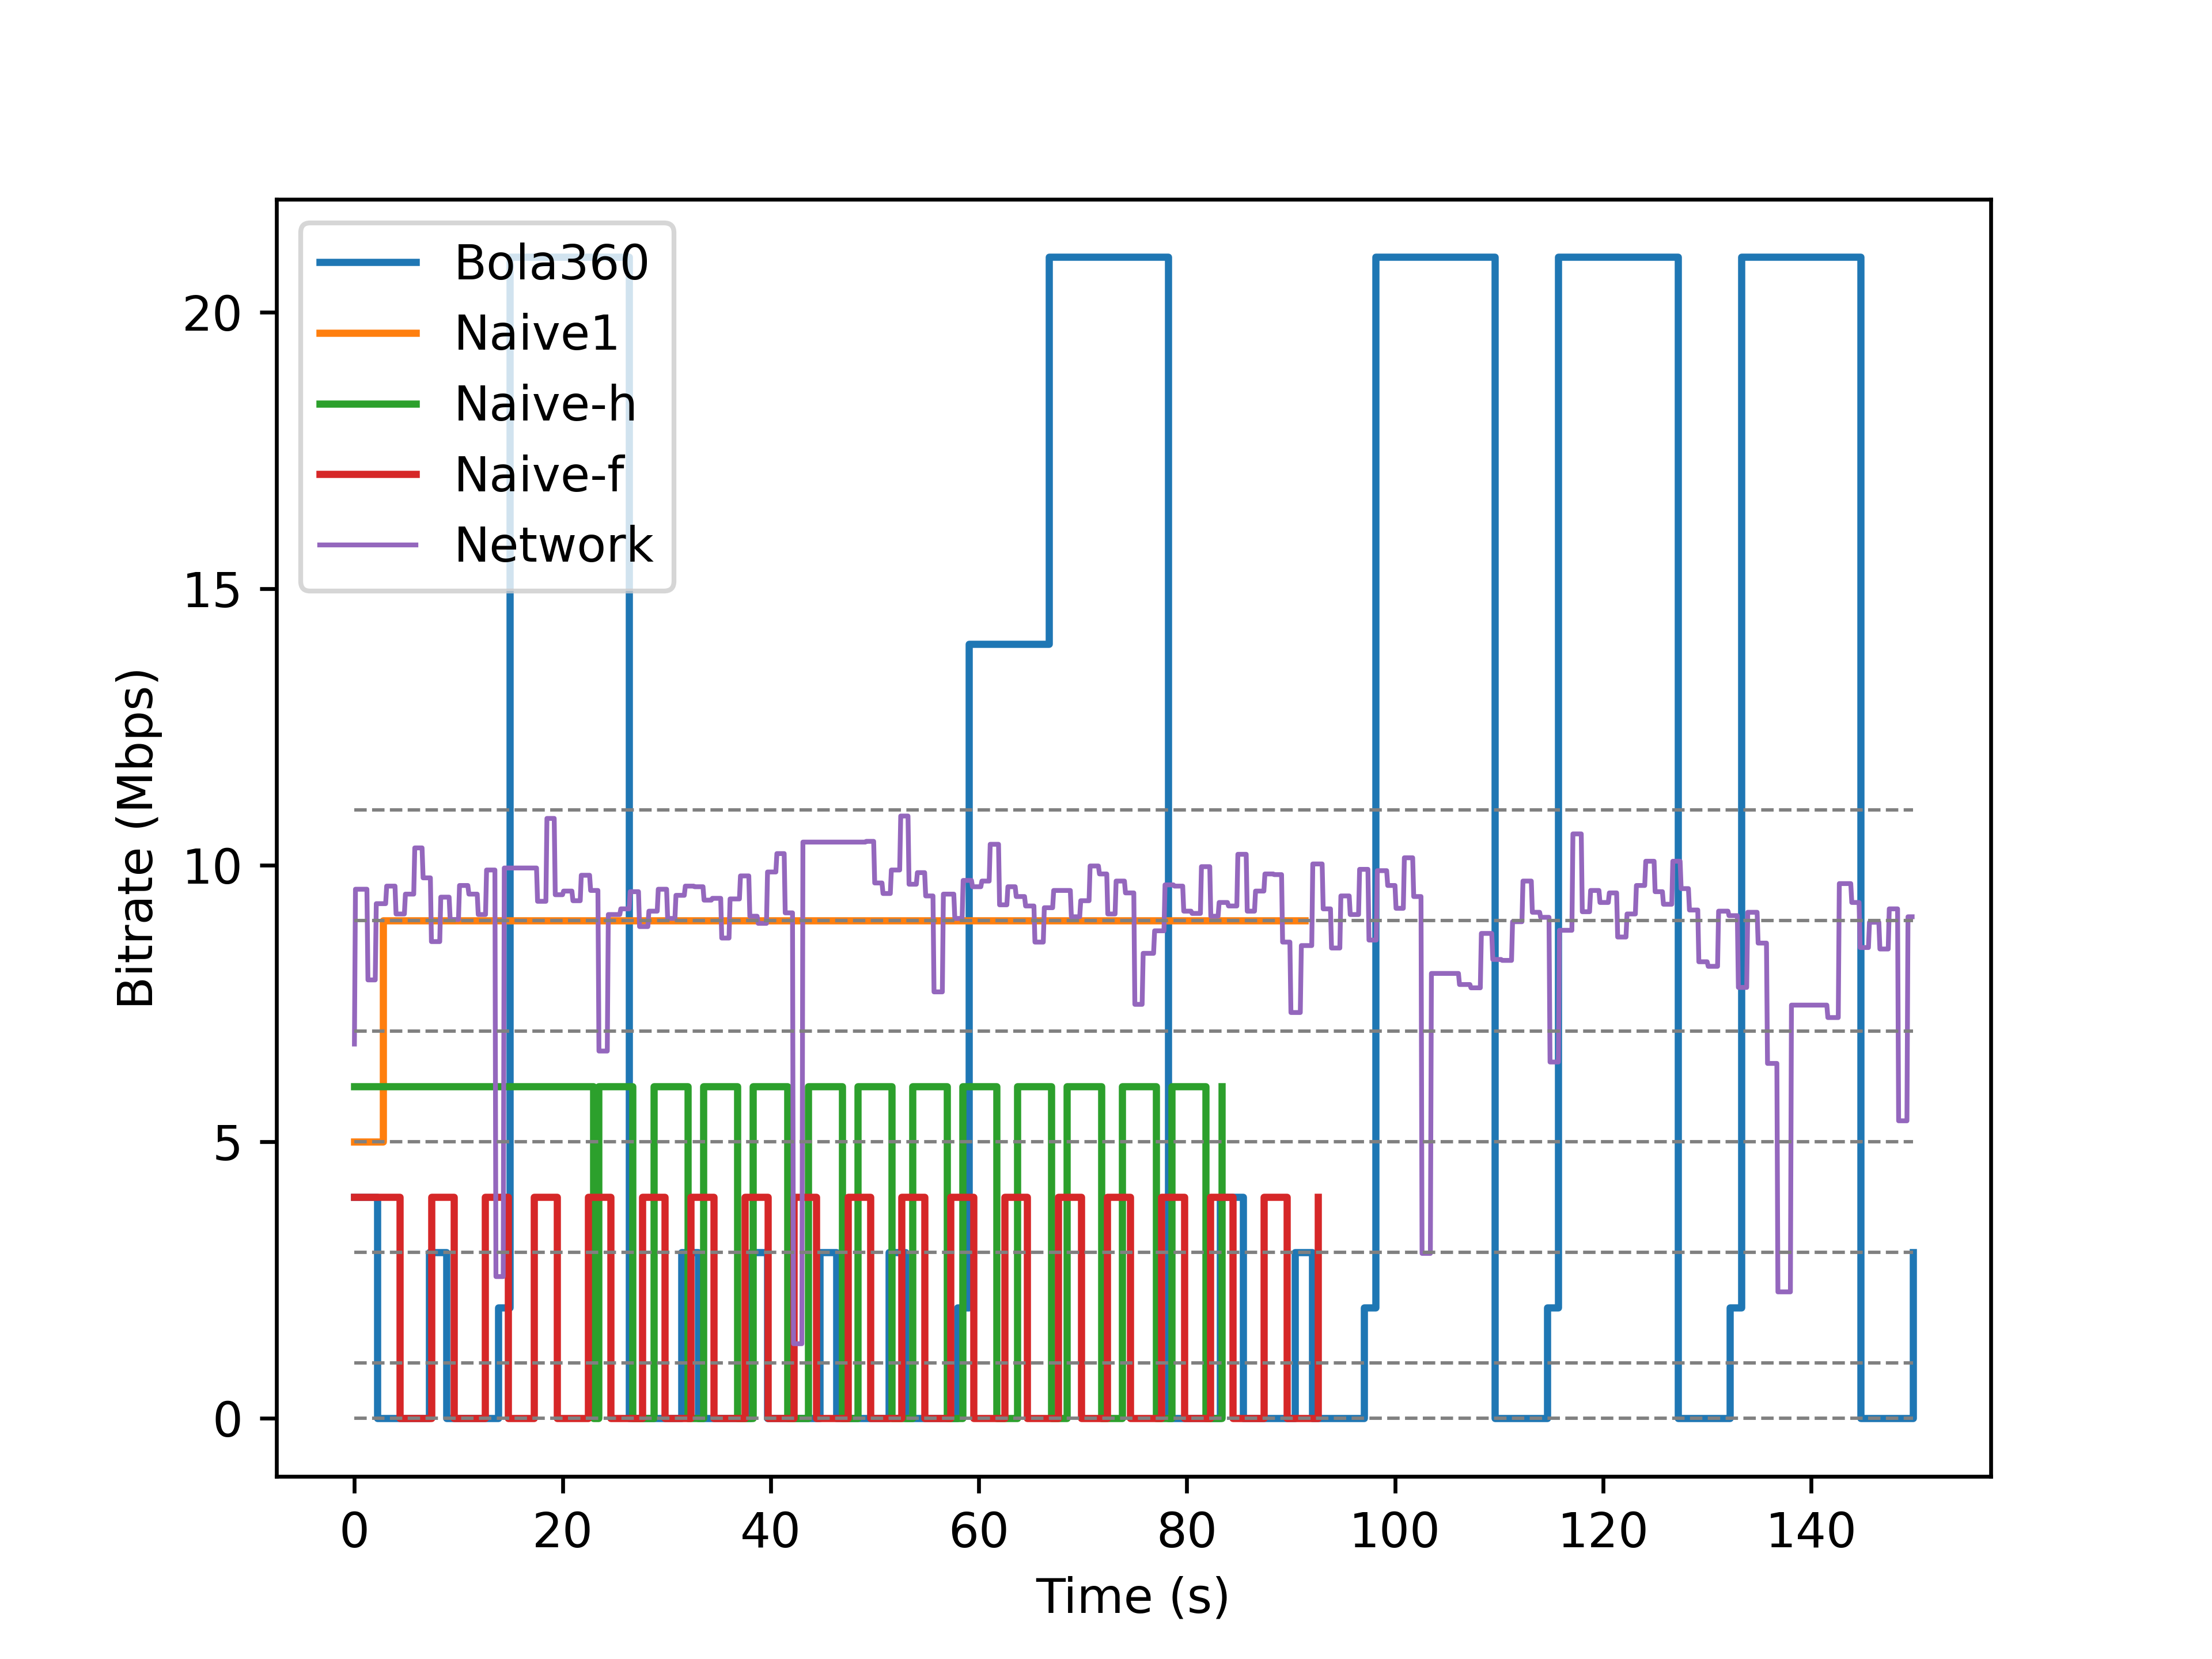 Bola360
Naive1
Naive-h
Naive-f
Network
20
15
10
5
0
Bitrate (Mbps)
0 20 40 60 80 100 120 140
Time (s)